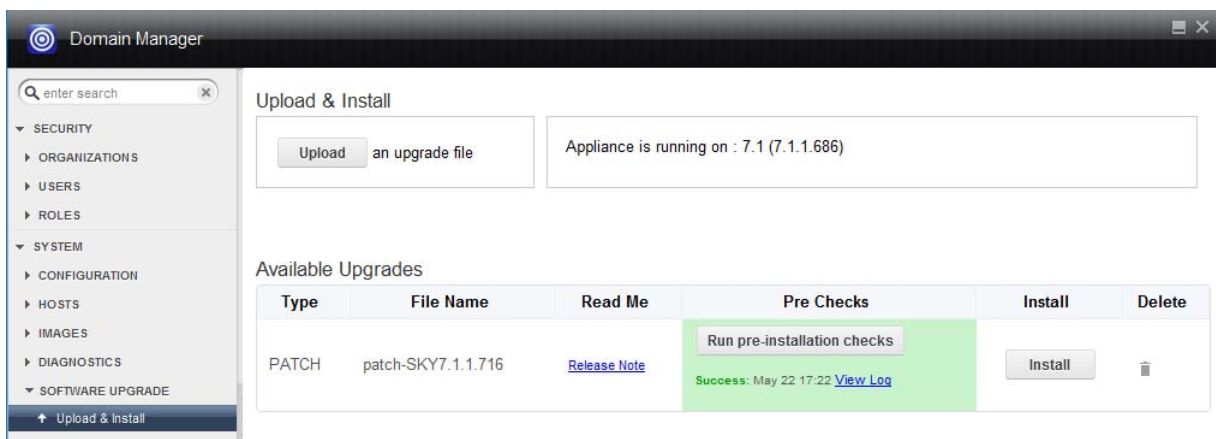 Domain Manager
enter search
SECURITY
ORGANIZATIONS
USERS
ROLES
SYSTEM
CONFIGURATION
HOSTS
IMAGES
DIAGNOSTICS
SOFTWARE UPGRADE
Upload & Install
Upload & Install
Upload an upgrade file
Appliance is running on : 7.1 (7.1.1.686)
Available Upgrades
Type File Name Read Me Pre Checks Install Delete
PATCH patch-SKY7.1.1.716 Release Note Run pre-installation checks Install
Success: May 22 17:22 View Log